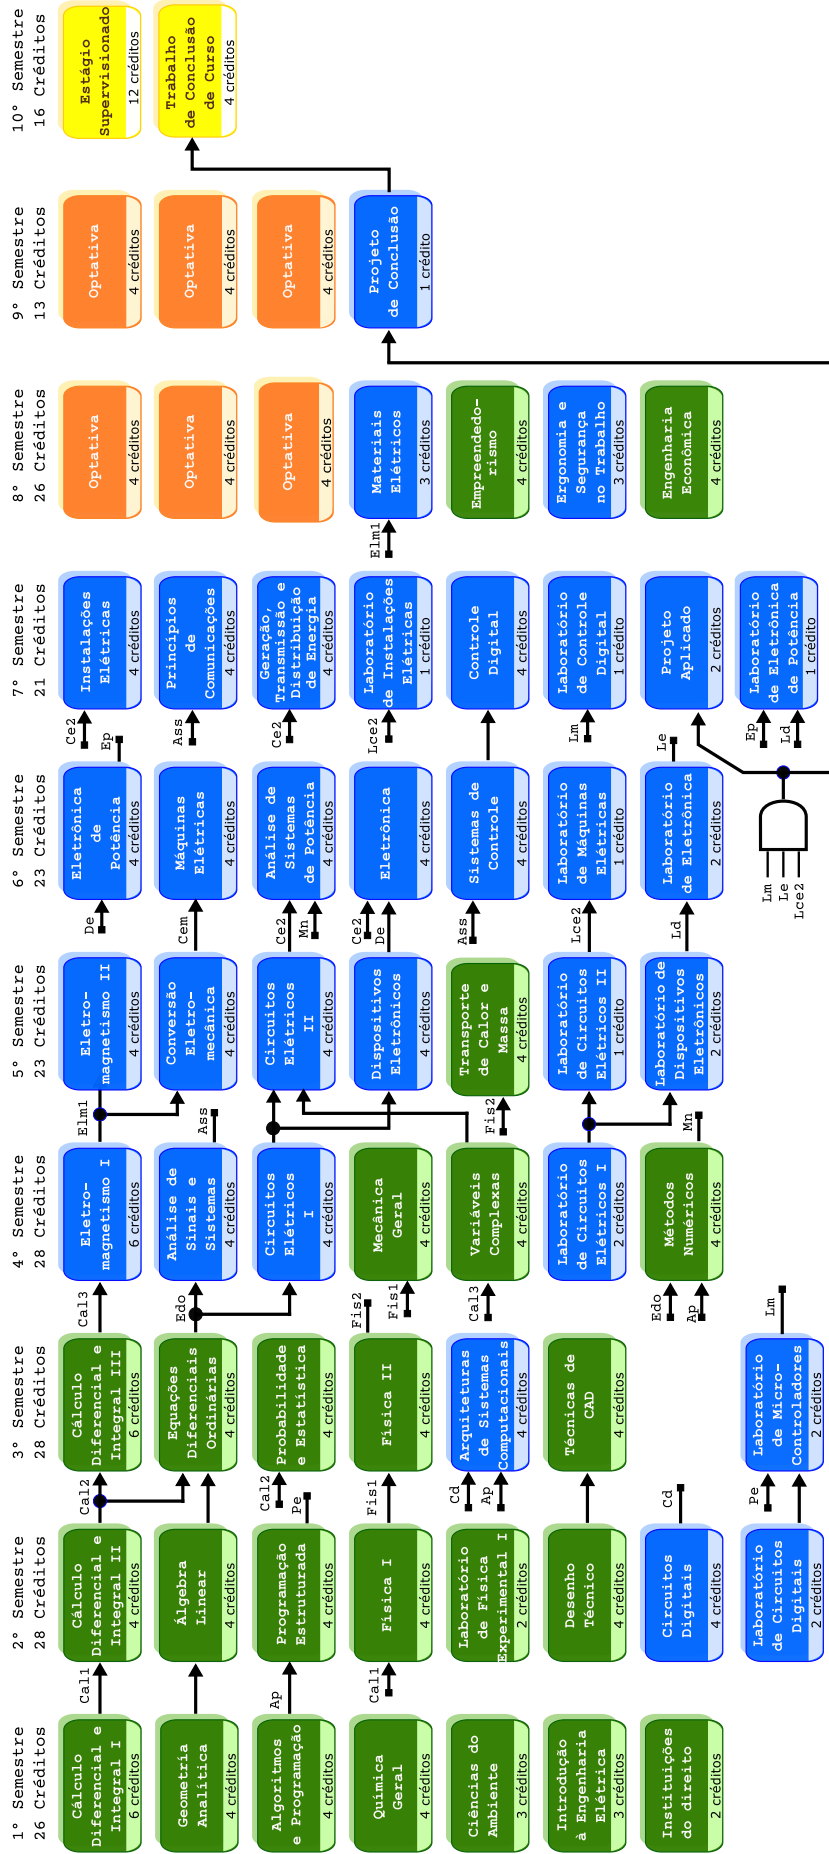 1° Semestre
26 Créditos
Cálculo
Diferencial e
Integral I
6 créditos
Geometria
Analítica
4 créditos
Algoritmos
e Programação
4 créditos
Química
Geral
4 créditos
Ciências do
Ambiente
3 créditos
Introdução
à Engenharia
Elétrica
3 créditos
Instituições
do direito
2 créditos
Cal1
Ap
Cal1
2° Semestre
28 Créditos
Cálculo
Diferencial e
Integral II
4 créditos
Álgebra
Linear
4 créditos
Programação
Estruturada
4 créditos
Física I
4 créditos
Laboratório
de Física
Experimental I
2 créditos
Desenho
Técnico
4 créditos
Circuitos
Digitais
4 créditos
Laboratório
de Circuitos
Digitais
2 créditos
Cal2
Cal2
Pe
Fis1
Cd
Ap
Cd
Pe
3° Semestre
28 Créditos
Cálculo
Diferencial e
Integral III
6 créditos
Equações
Diferenciais
Ordinárias
4 créditos
Probabilidade
e Estatística
4 créditos
Física II
4 créditos
Arquiteturas
de Sistemas
Computacionais
4 créditos
Técnicas de
CAD
4 créditos
Laboratório
de Micro-
Controladores
2 créditos
Cal3
Edo
Fis2
Fis1
Cal3
Edo
Ap
Lm
4° Semestre
28 Créditos
Eletro-
magnetismo I
6 créditos
Análise de
Sinais e
Sistemas
4 créditos
Circuitos
Elétricos
I
4 créditos
Mecânica
Geral
4 créditos
Variáveis
Complexas
4 créditos
Laboratório
de Circuitos
Elétricos I
2 créditos
Métodos
Numéricos
4 créditos
Elm1
Ass
Fis2
Mn
5° Semestre
23 Créditos
Eletro-
magnetismo II
4 créditos
Conversão
Eletro-
mecânica
4 créditos
Circuitos
Elétricos
II
4 créditos
Dispositivos
Eletrônicos
4 créditos
Transporte
de Calor e
Massa
4 créditos
Laboratório
de Circuitos
Elétricos II
1 crédito
Laboratório de
Dispositivos
Eletrônicos
2 créditos
De
Cem
Ce2
Mn
Ce2
De
Ass
Lce2
Ld
6° Semestre
23 Créditos
Eletrônica
de
Potência
4 créditos
Máquinas
Elétricas
4 créditos
Análise de
Sistemas
de Potência
4 créditos
Eletrônica
4 créditos
Sistemas de
Controle
4 créditos
Laboratório
de Máquinas
Elétricas
1 crédito
Laboratório
de Eletrônica
2 créditos
Lm
Le
Lce2
Ce2
Ep
Ass
Ce2
Lce2
Lm
Le
Ep
Ld
7° Semestre
21 Créditos
Instalações
Elétricas
4 créditos
Princípios
de
Comunicações
4 créditos
Geração,
Transmissão e
Distribuição
de Energia
4 créditos
Laboratório
de Instalações
Elétricas
1 crédito
Controle
Digital
4 créditos
Laboratório
de Controle
Digital
1 crédito
Projeto
Aplicado
2 créditos
Laboratório
de Eletrônica
de Potência
1 crédito
Elm1
8° Semestre
26 Créditos
Optativa
4 créditos
Optativa
4 créditos
Optativa
4 créditos
Materiais
Elétricos
3 créditos
Empreendedo-
rismo
4 créditos
Ergonomia e
Segurança
no Trabalho
3 créditos
Engenharia
Econômica
4 créditos
9° Semestre
13 Créditos
Optativa
4 créditos
Optativa
4 créditos
Optativa
4 créditos
Projeto
de Conclusão
1 crédito
10° Semestre
16 Créditos
Estágio
Supervisionado
12 créditos
Trabalho
de Conclusão
de Curso
4 créditos